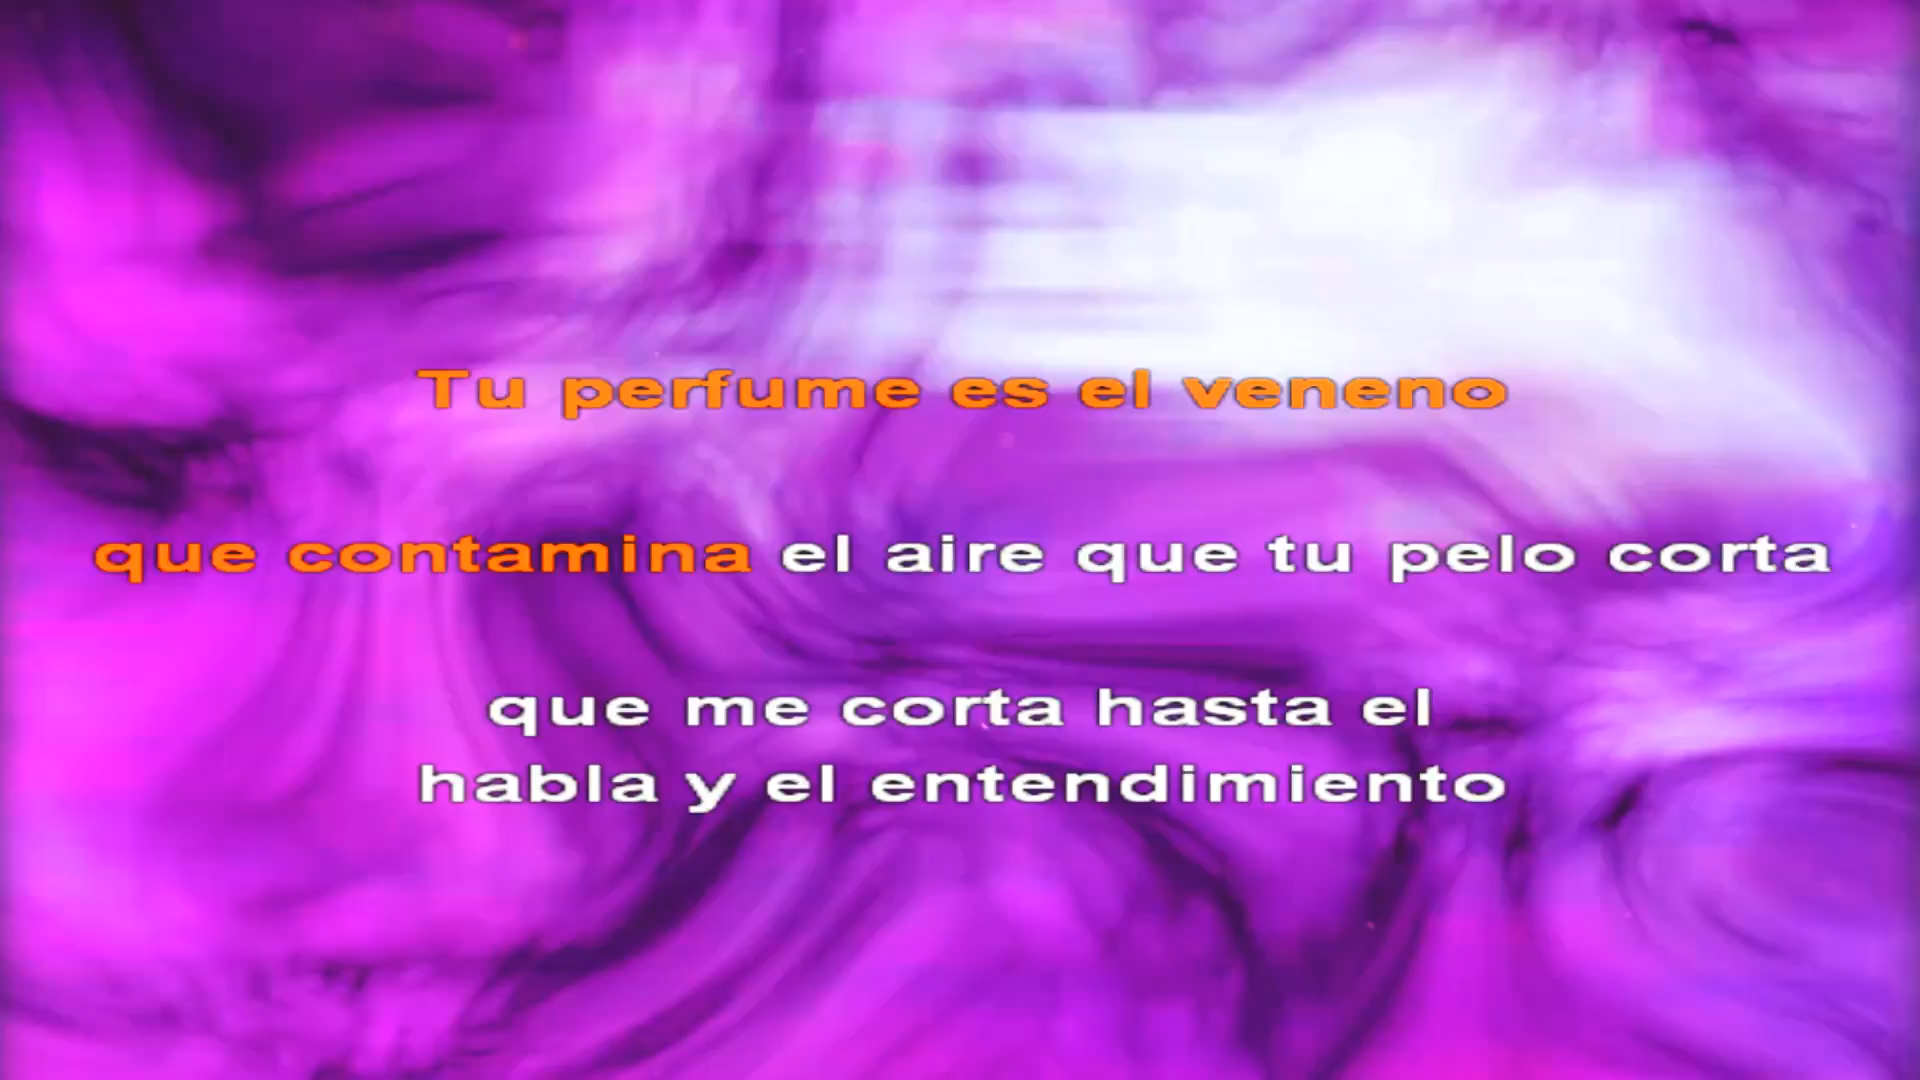 Tu perfume es el veneno
que contamina el aire que tu pelo corta
que me corta hasta el
habla y el entendimiento